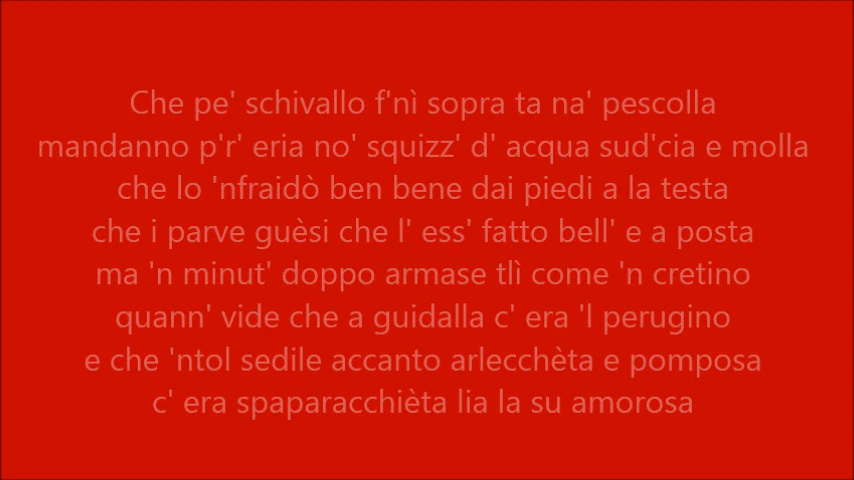 Che pe' schivallo f'nì sopra ta na' pescolla
mandanno p'r' eria no' squizz' d' acqua sud'cia e molla
che lo 'nfraidò ben bene dai piedi a la testa
che i parve guèsi che l' ess' fatto bell' e a posta
ma 'n minut' doppo armase tlì come 'n cretino
quann' vide che a guidalla c' era 'l perugino
e che 'ntol sedile accanto arlecchèta e pomposa
c' era spaparacchièta lia la su amorosa